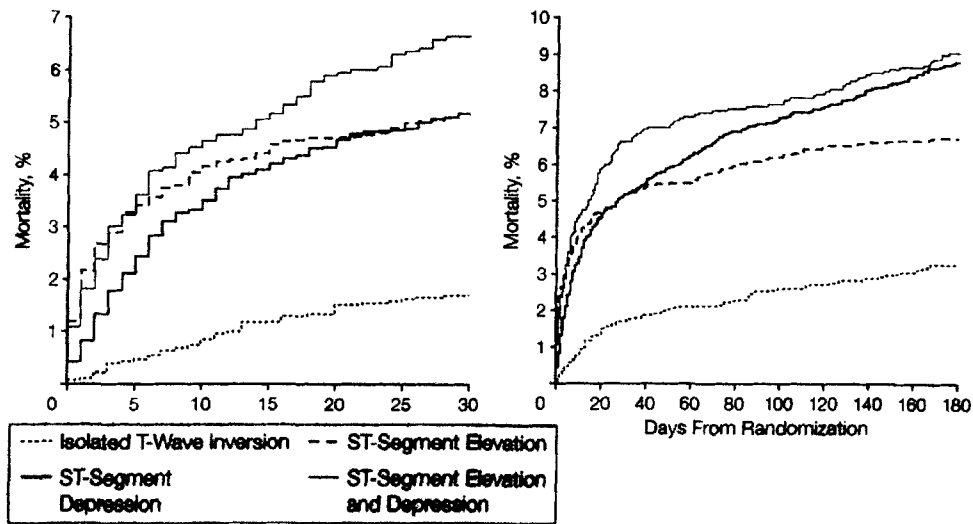 7
6
5
4
3
2
1
Mortality, %
0 5 10 15 20 25 30
10
9
8
7
6
5
4
3
2
1
Mortality, %
0 20 40 60 80 100 120 140 160 180
Days From Randomization
Isolated T-Wave Inversion
ST-Segment Elevation
ST-Segment
Depression
ST-Segment Elevation
and Depression